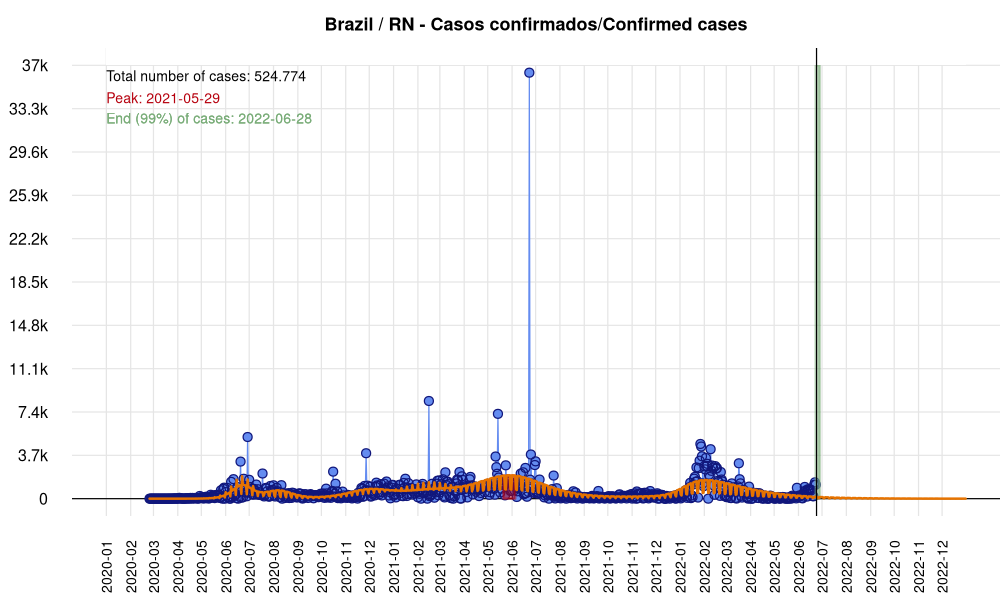 Brazil / RN - Casos confirmados/Confirmed cases
Total number of cases: 524.774
Peak: 2021-05-29
End (99%) of cases: 2022-06-28
37k
33.3k
29.6k
25.9k
22.2k
18.5k
14.8k
11.1k
7.4k
3.7k
0
2020-01
2020-02
2020-03
2020-04
2020-05
2020-06
2020-07
2020-08
2020-09
2020-10
2020-11
2020-12
2021-01
2021-02
2021-03
2021-04
2021-05
2021-06
2021-07
2021-08
2021-09
2021-10
2021-11
2021-12
2022-01
2022-02
2022-03
2022-04
2022-05
2022-06
2022-07
2022-08
2022-09
2022-10
2022-11
2022-12